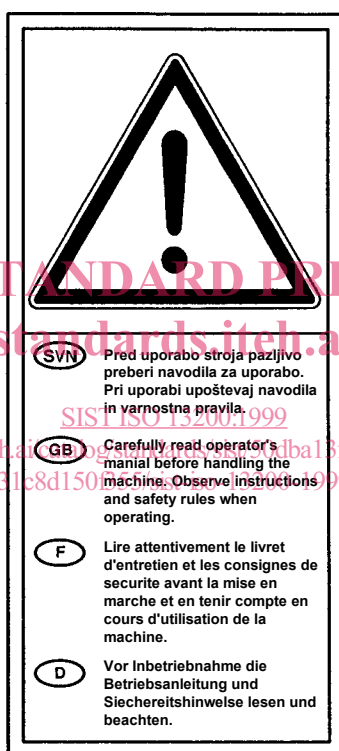 TANDARD PRE
standards.iteh.a
SVN
Pred uporabo stroja pazljivo
preberi navodila za uporabo.
Pri uporabi upoštevaj navodila
in varnostna pravila.
SIST ISO 13200:1999
GB
Carefully read operator's
manial before handling the
machine. Observe instructions
and safety rules when
operating.
F
Lire attentivement le livret
d'entretien et les consignes de
securite avant la mise en
marche et en tenir compte en
cours d'utilisation de la
machine.
D
Vor Inbetriebnahme die
Betriebsanleitung und
Siechereitshinwelse lesen und
beachten.